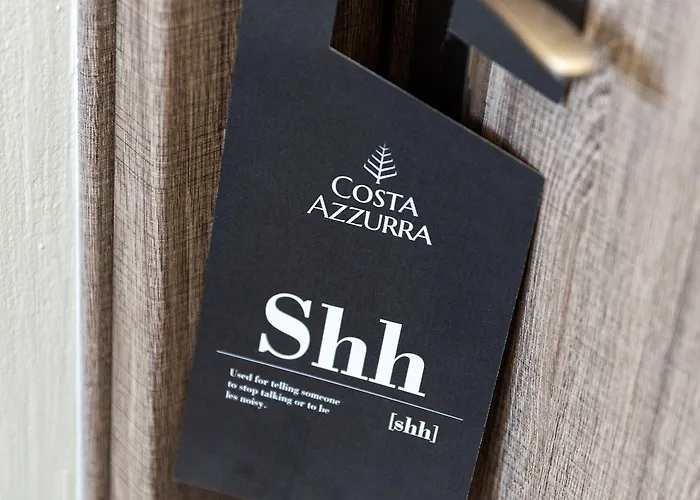 COSTA
AZZURRA
Shh
Used for telling someone
to stop talking or to be
les noisy.
[shh]